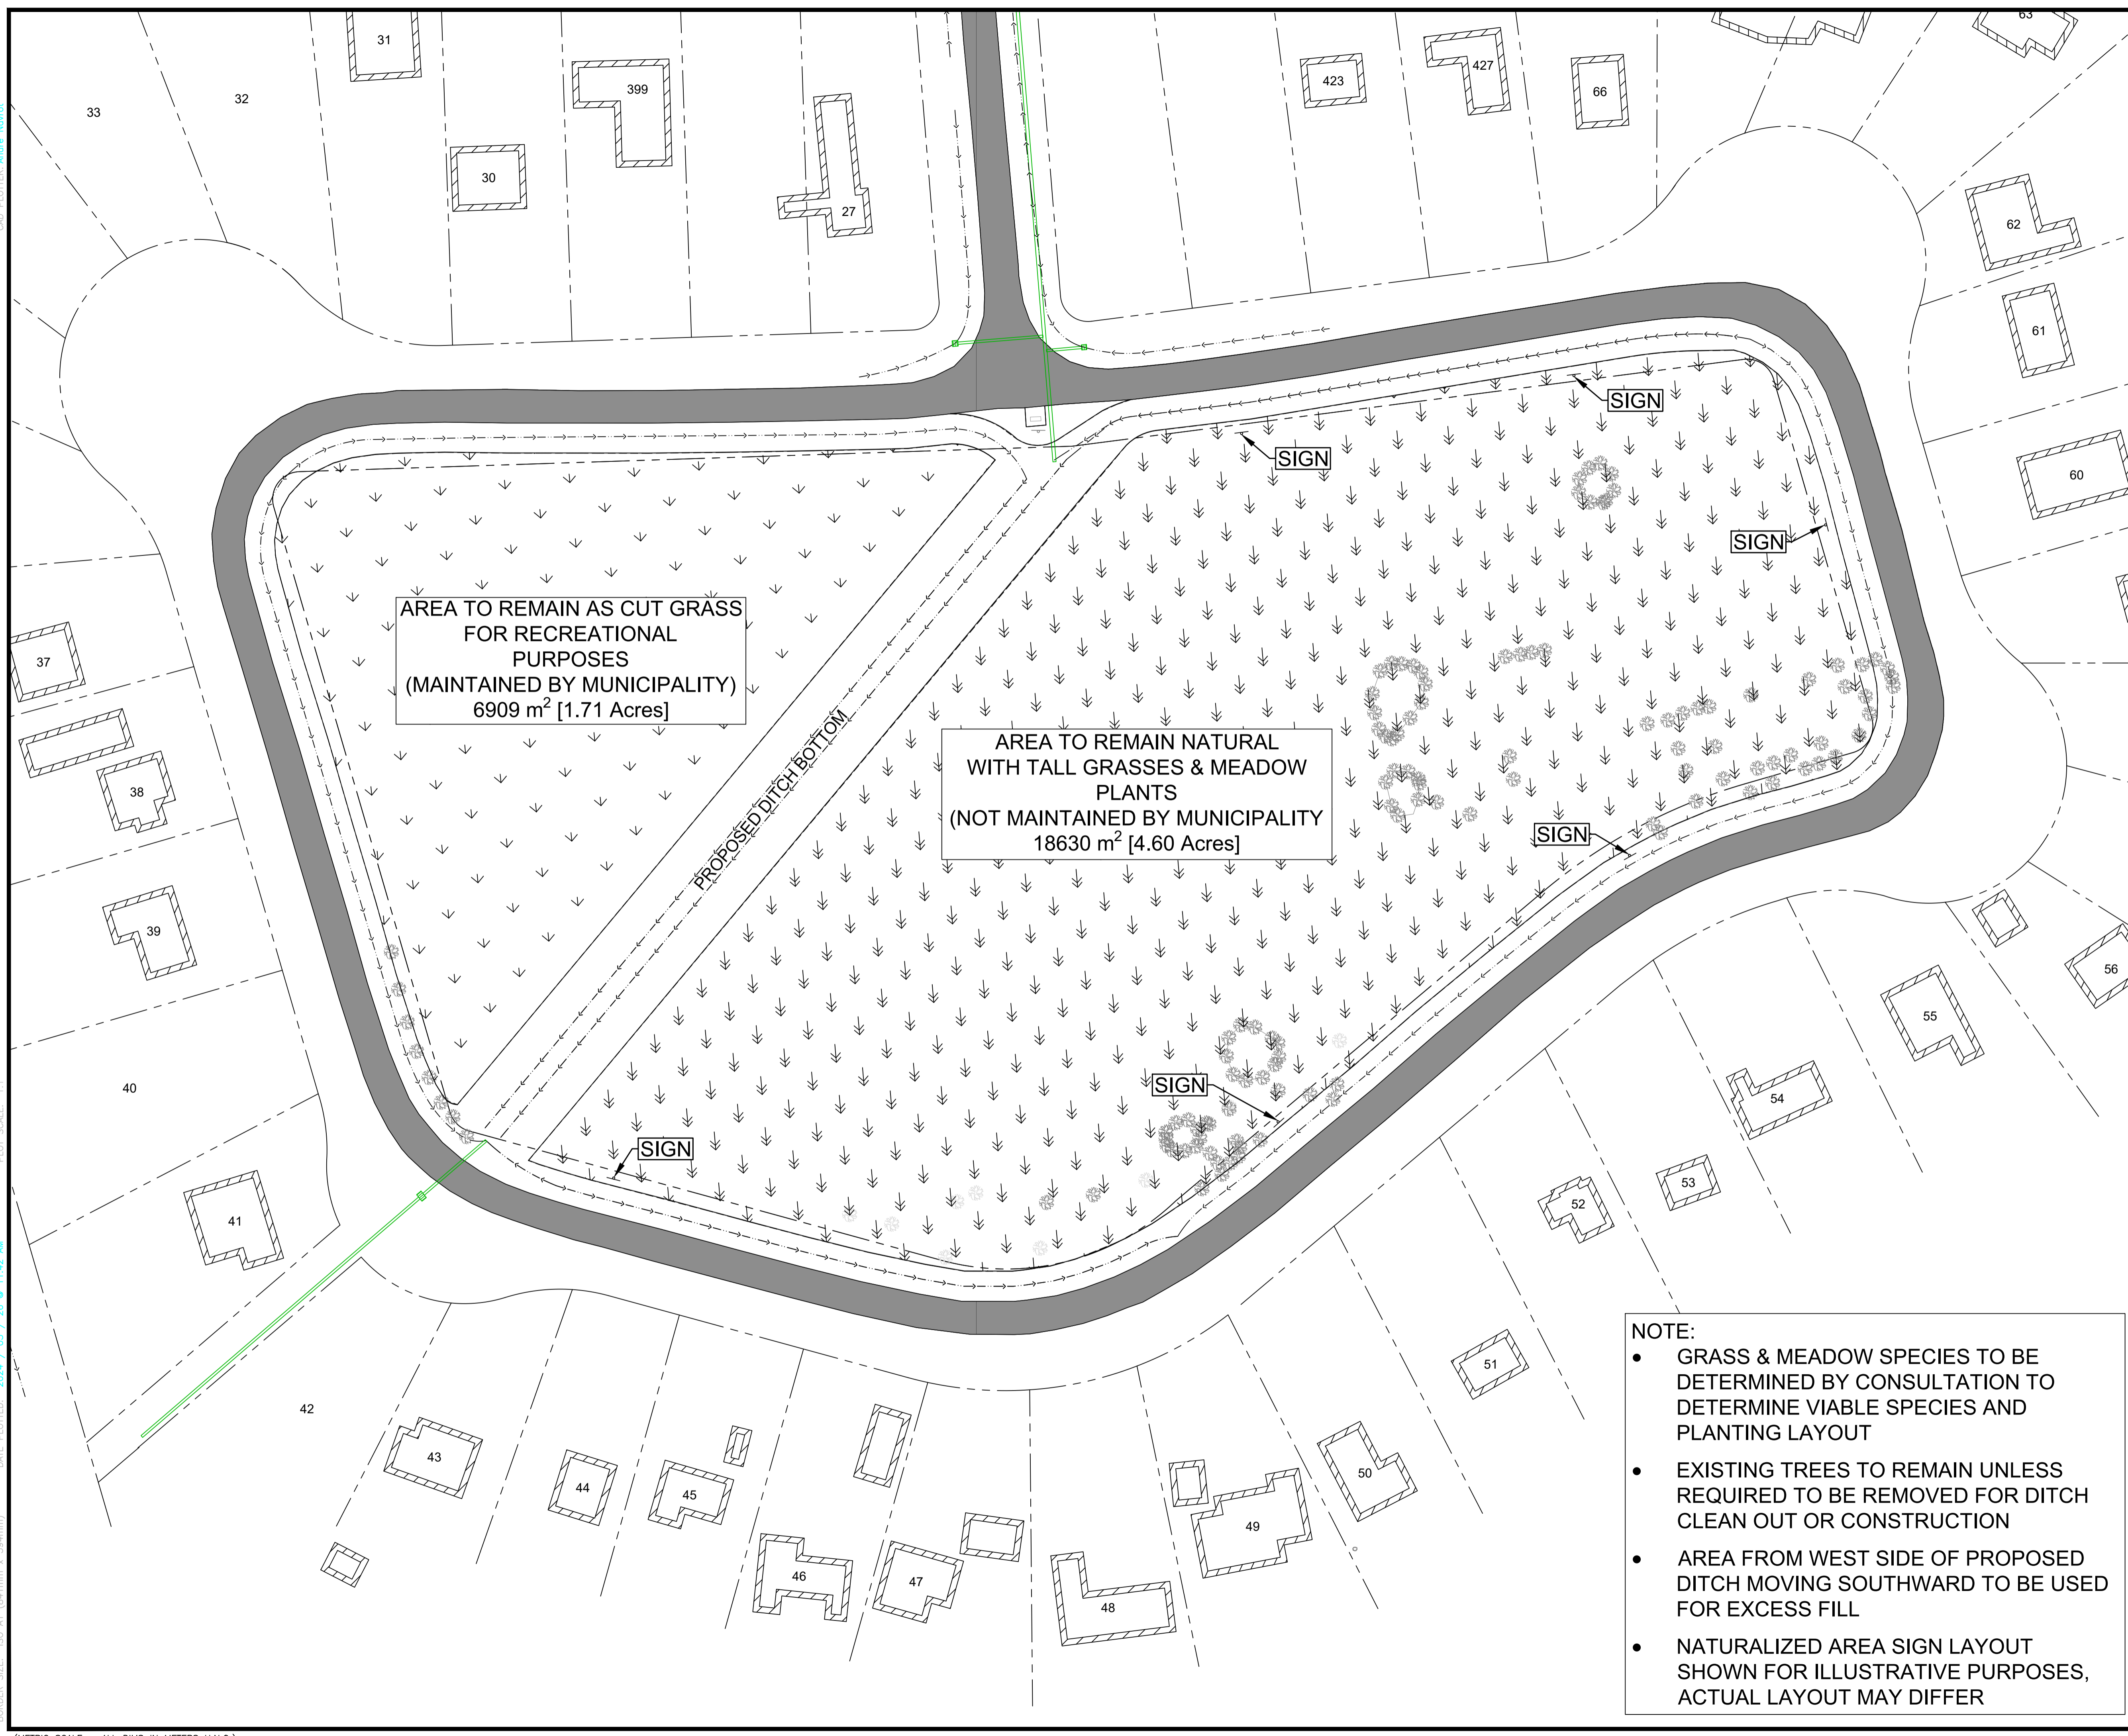 31
63
33
32
399
423
427
66
30
27
62
61
60
SIGN
SIGN
SIGN
AREA TO REMAIN AS CUT GRASS
FOR RECREATIONAL
PURPOSES
(MAINTAINED BY MUNICIPALITY)
6909 m² [1.71 Acres]
PROPOSED DITCH BOTTOM
AREA TO REMAIN NATURAL
WITH TALL GRASSES & MEADOW
PLANTS
(NOT MAINTAINED BY MUNICIPALITY
18630 m² [4.60 Acres]
SIGN
SIGN
SIGN
37
38
39
40
41
42
43
44
45
46
47
48
49
50
51
52
53
54
55
56
NOTE:
● GRASS & MEADOW SPECIES TO BE
DETERMINED BY CONSULTATION TO
DETERMINE VIABLE SPECIES AND
PLANTING LAYOUT
● EXISTING TREES TO REMAIN UNLESS
REQUIRED TO BE REMOVED FOR DITCH
CLEAN OUT OR CONSTRUCTION
● AREA FROM WEST SIDE OF PROPOSED
DITCH MOVING SOUTHWARD TO BE USED
FOR EXCESS FILL
● NATURALIZED AREA SIGN LAYOUT
SHOWN FOR ILLUSTRATIVE PURPOSES,
ACTUAL LAYOUT MAY DIFFER